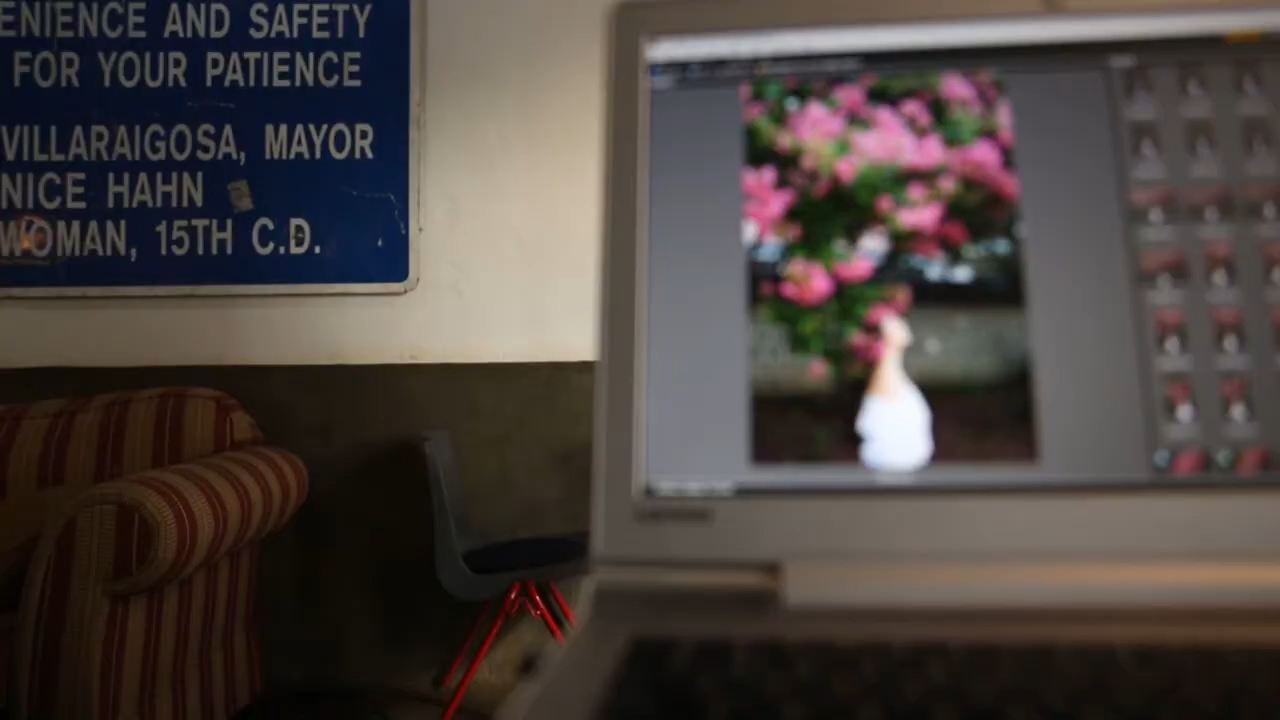 ENIENCE AND SAFETY
FOR YOUR PATIENCE
VILLARAIGOSA, MAYOR
NICE HAHN
WOMAN, 15TH C.D.